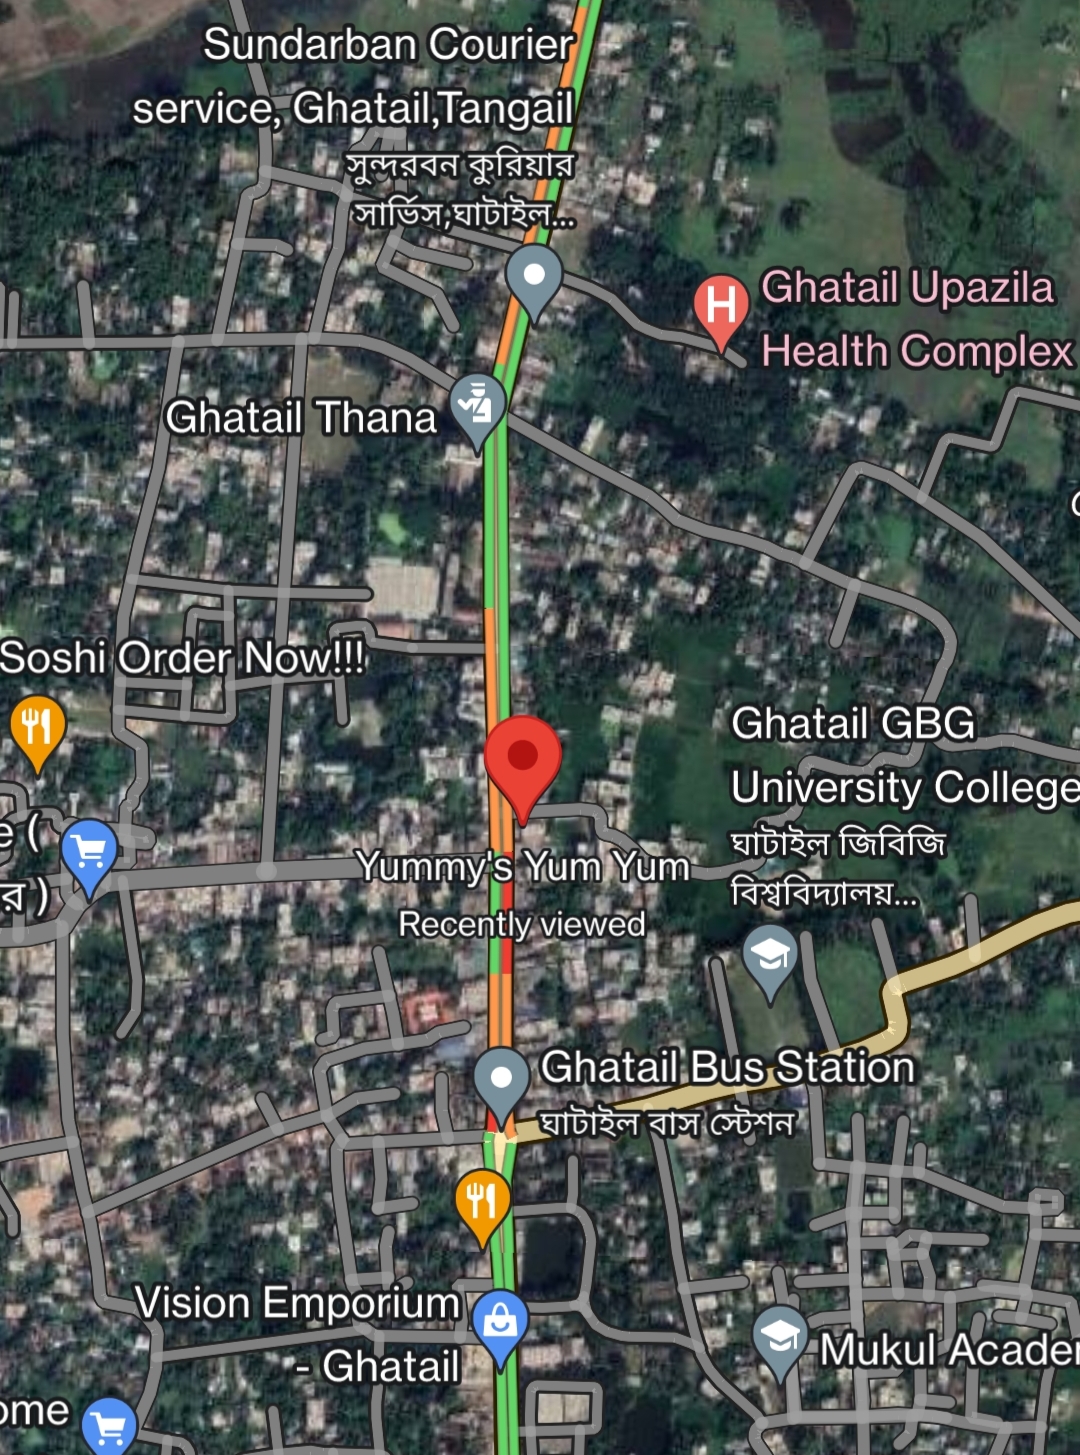 Sundarban Courier
service, Ghatail,Tangail
সুন্দরবন কুরিয়ার
সার্ভিস,ঘাটাইল...
H
Ghatail Upazila
Health Complex
Ghatail Thana
Soshi Order Now!!!
Ghatail GBG
University College
ঘাটাইল জিবিজি
বিশ্ববিদ্যালয়...
e (
র )
Yummy's Yum Yum
Recently viewed
Ghatail Bus Station
ঘাটাইল বাস স্টেশন
Vision Emporium
- Ghatail
Mukul Acader
ome